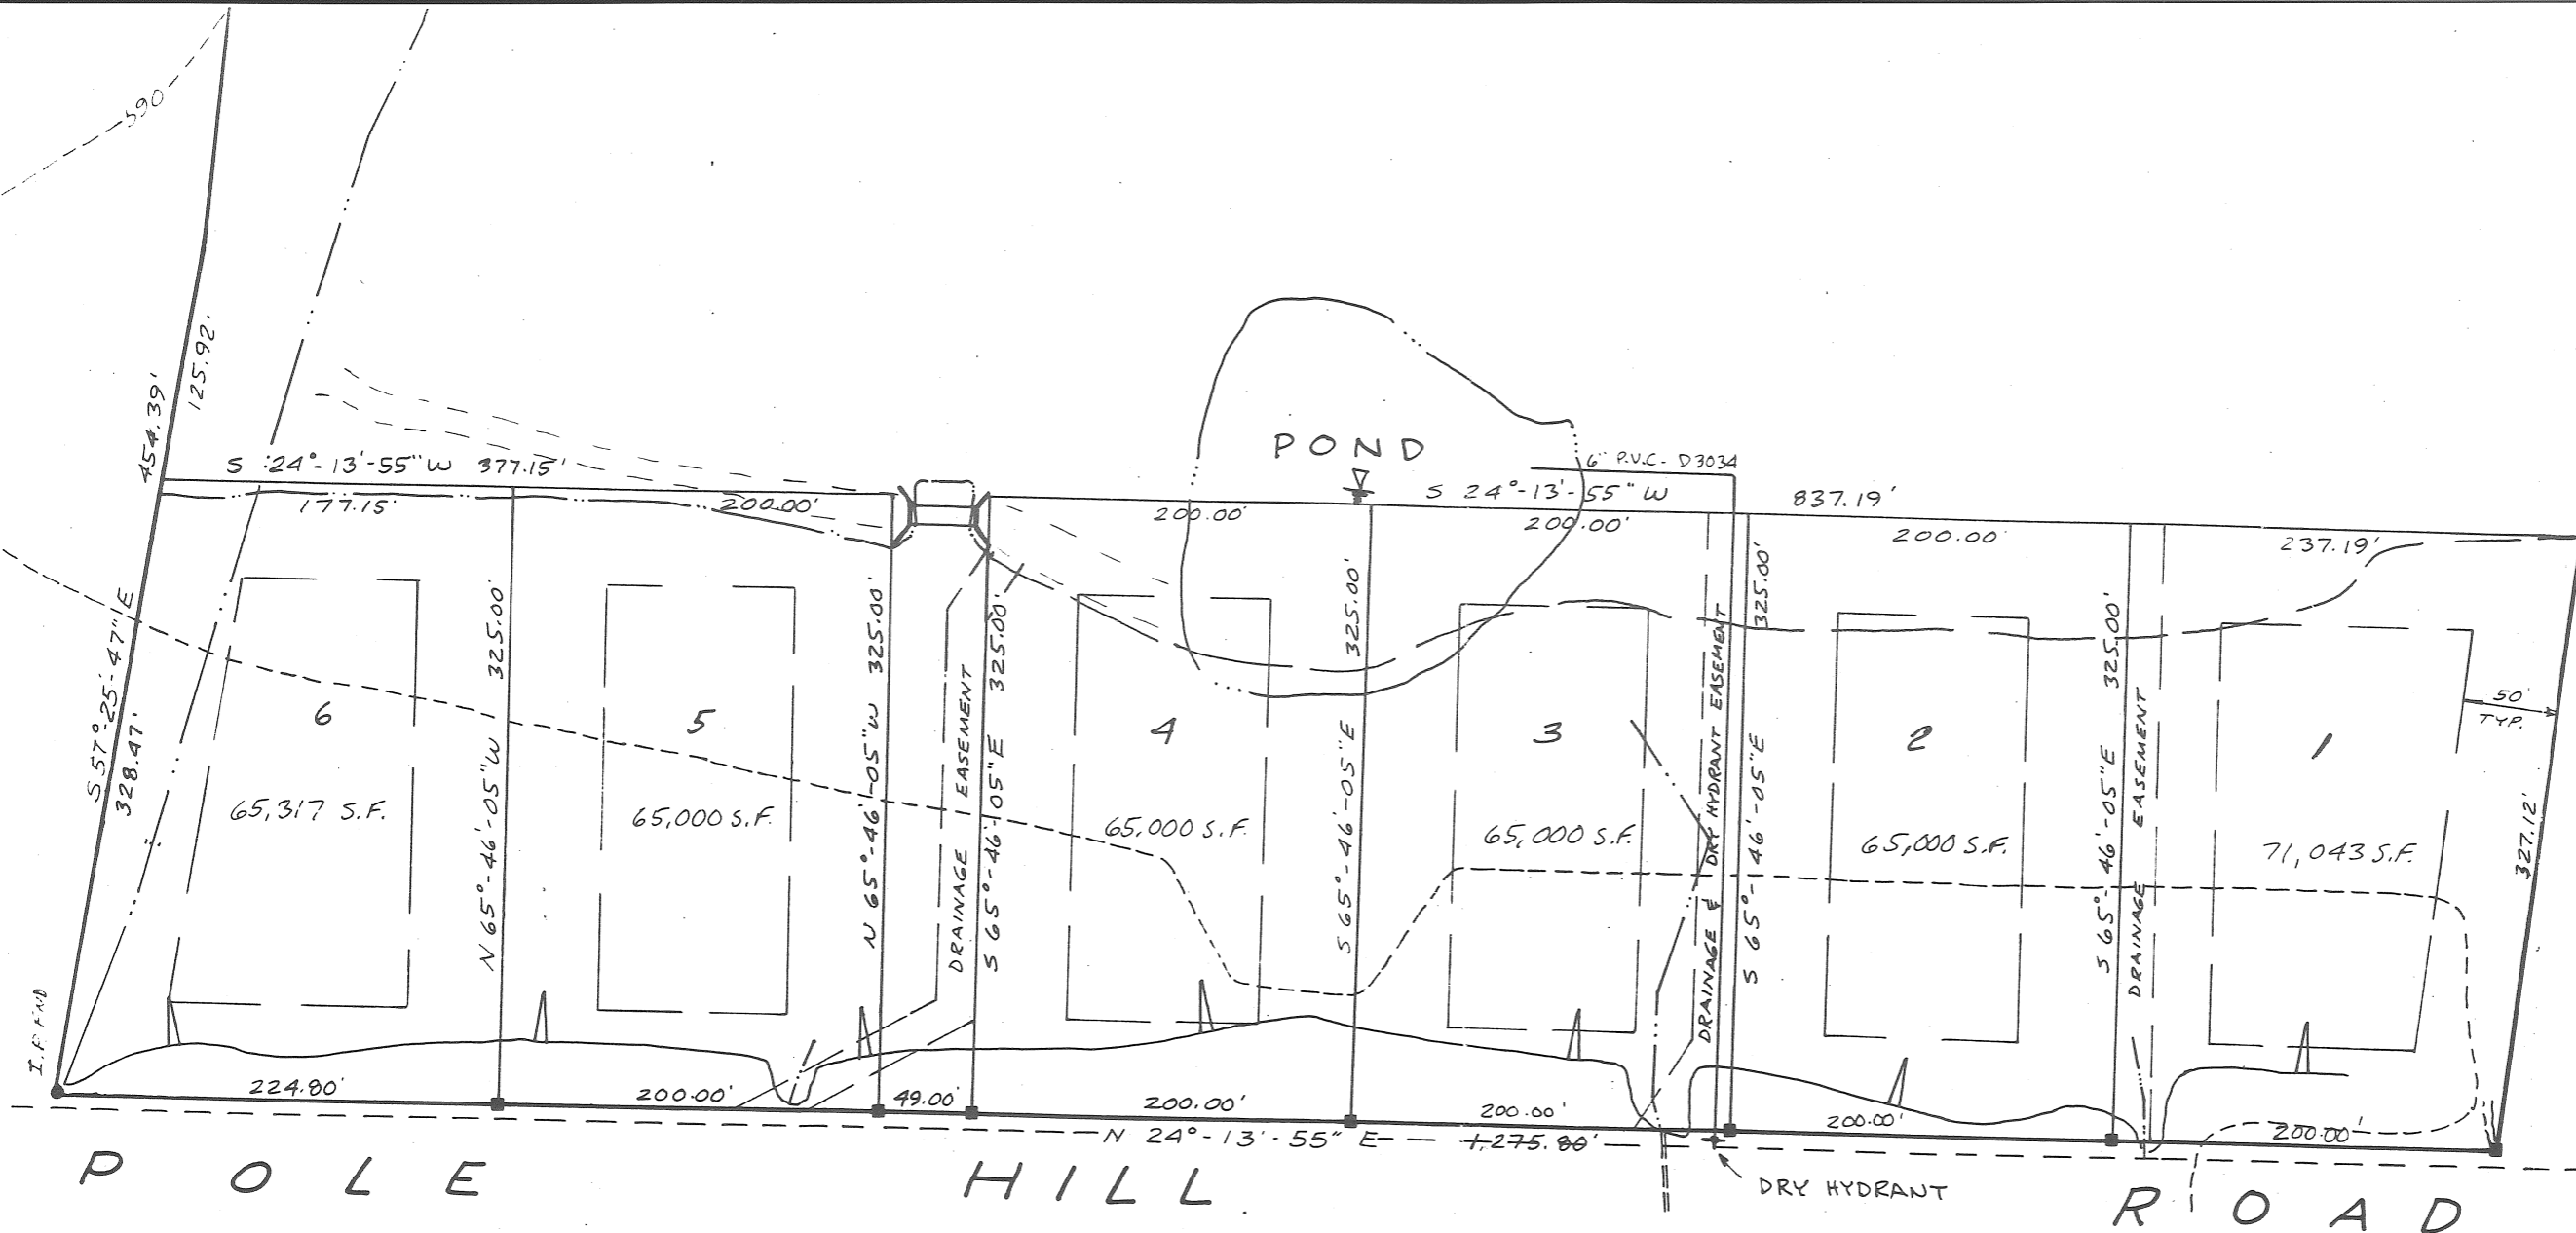 590
454.39'
125.92'
S 24°-13'-55" W 377.15'
177.15'
200.00'
POND
6" P.V.C.- D3034
S 24°-13'-55" W
837.19'
200.00'
200.00'
200.00'
237.19'
S 57°-25'-47" E
328.47'
I.P. FND
6
65,317 S.F.
N 65°-46'-05" W 325.00'
5
65,000 S.F.
N 65°-46'-05" W 325.00'
DRAINAGE EASEMENT
S 65°-46'-05" E 325.00'
4
65,000 S.F.
S 65°-46'-05" E 325.00'
3
65,000 S.F.
DRAINAGE & DRY HYDRANT EASEMENT
S 65°-46'-05" E 325.00'
2
65,000 S.F.
S 65°-46'-05" E 325.00'
DRAINAGE EASEMENT
1
71,043 S.F.
50'
TYP.
327.12'
224.80'
200.00'
49.00'
200.00'
200.00'
200.00'
200.00'
N 24°-13'-55" E 1,275.80'
DRY HYDRANT
POLE HILL ROAD